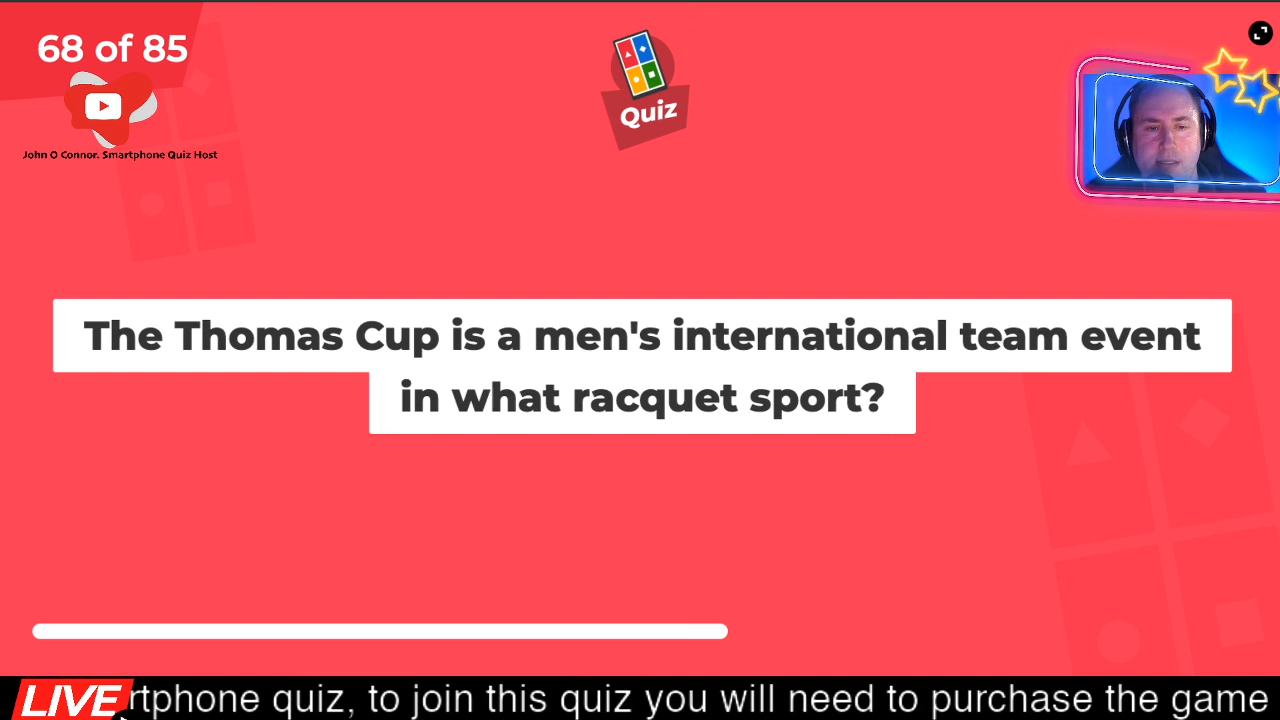 68 of 85
Quiz
John O Connor. Smartphone Quiz Host
The Thomas Cup is a men's international team event
in what racquet sport?
LIVE rtphone quiz, to join this quiz you will need to purchase the game